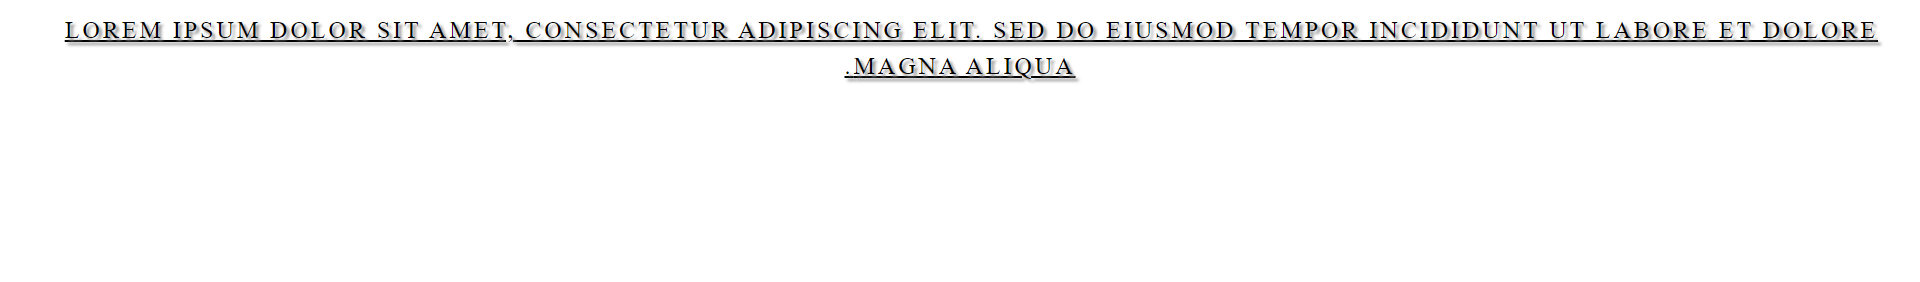 LOREM IPSUM DOLOR SIT AMET, CONSECTETUR ADIPISCING ELIT. SED DO EIUSMOD TEMPOR INCIDIDUNT UT LABORE ET DOLORE
.MAGNA ALIQUA